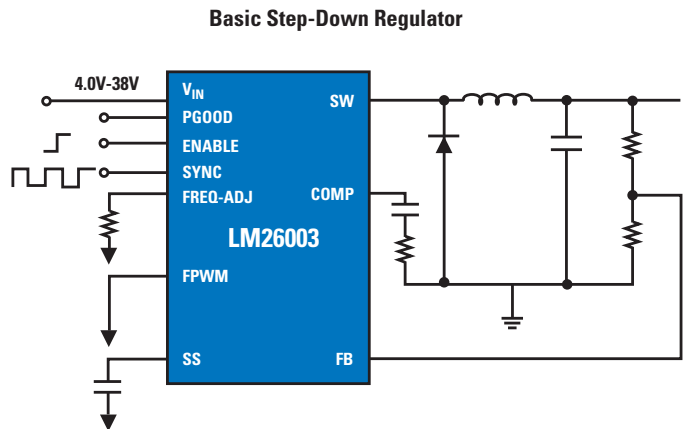 Basic Step-Down Regulator
4.0V-38V
VIN
SW
PGOOD
ENABLE
SYNC
FREQ-ADJ
COMP
LM26003
FPWM
SS
FB